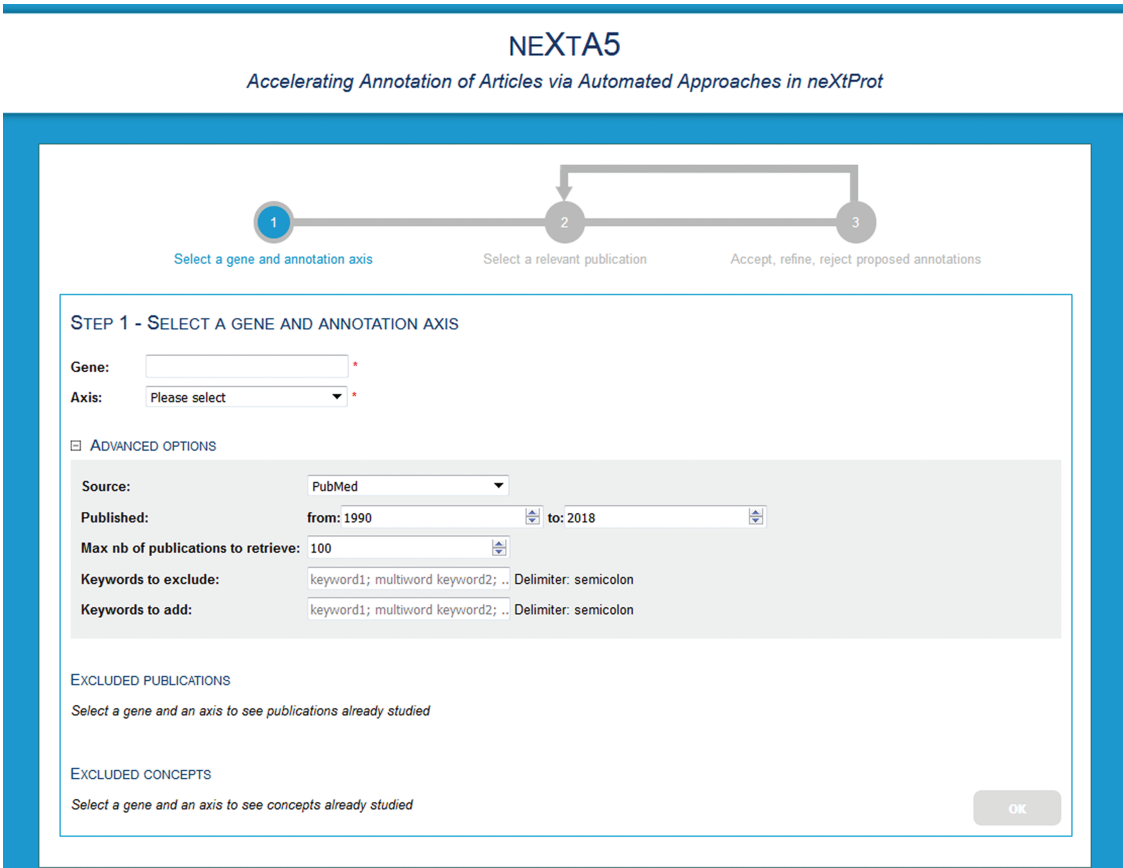 NEXTA5
Accelerating Annotation of Articles via Automated Approaches in neXtProt
1 2 3
Select a gene and annotation axis Select a relevant publication Accept, refine, reject proposed annotations
STEP 1 - SELECT A GENE AND ANNOTATION AXIS
Gene: *
Axis: Please select *
ADVANCED OPTIONS
Source: PubMed
Published: from: 1990 to: 2018
Max nb of publications to retrieve: 100
Keywords to exclude: keyword1; multiword keyword2; .. Delimiter: semicolon
Keywords to add: keyword1; multiword keyword2; .. Delimiter: semicolon
EXCLUDED PUBLICATIONS
Select a gene and an axis to see publications already studied
EXCLUDED CONCEPTS
Select a gene and an axis to see concepts already studied
OK